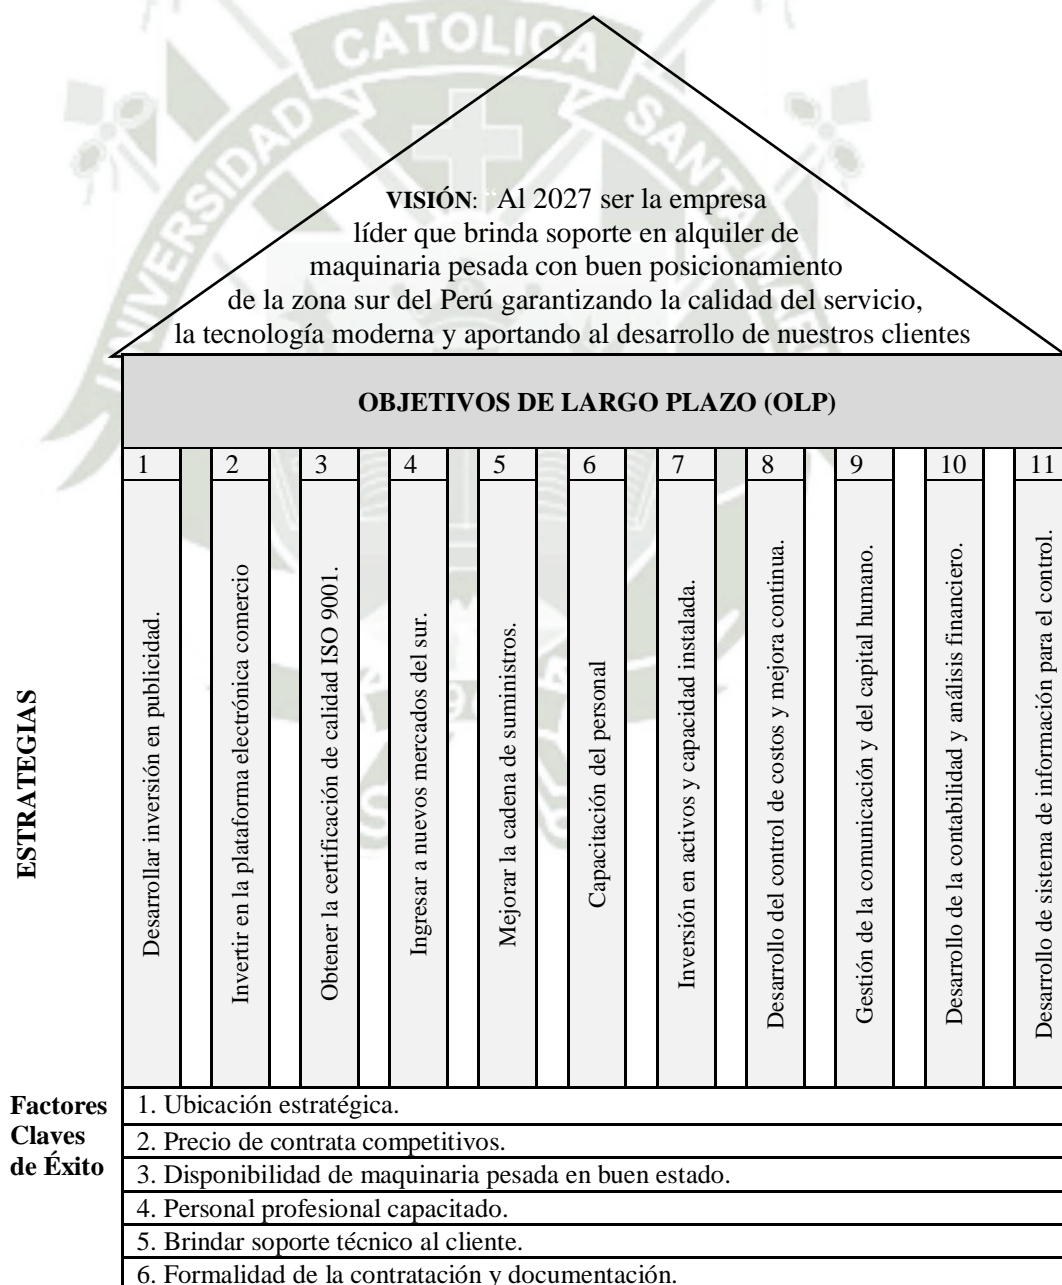 CATOLICA
UNIVERSIDAD
SANTA
VISIÓN: “Al 2027 ser la empresa
líder que brinda soporte en alquiler de
maquinaria pesada con buen posicionamiento
de la zona sur del Perú garantizando la calidad del servicio,
la tecnología moderna y aportando al desarrollo de nuestros clientes
OBJETIVOS DE LARGO PLAZO (OLP)
1 2 3 4 5 6 7 8 9 10 11
ESTRATEGIAS
Desarrollar inversión en publicidad.
Invertir en la plataforma electrónica comercio
Obtener la certificación de calidad ISO 9001.
Ingresar a nuevos mercados del sur.
Mejorar la cadena de suministros.
Capacitación del personal
Inversión en activos y capacidad instalada.
Desarrollo del control de costos y mejora continua.
Gestión de la comunicación y del capital humano.
Desarrollo de la contabilidad y análisis financiero.
Desarrollo de sistema de información para el control.
Factores
Claves
de Éxito
1. Ubicación estratégica.
2. Precio de contrata competitivos.
3. Disponibilidad de maquinaria pesada en buen estado.
4. Personal profesional capacitado.
5. Brindar soporte técnico al cliente.
6. Formalidad de la contratación y documentación.